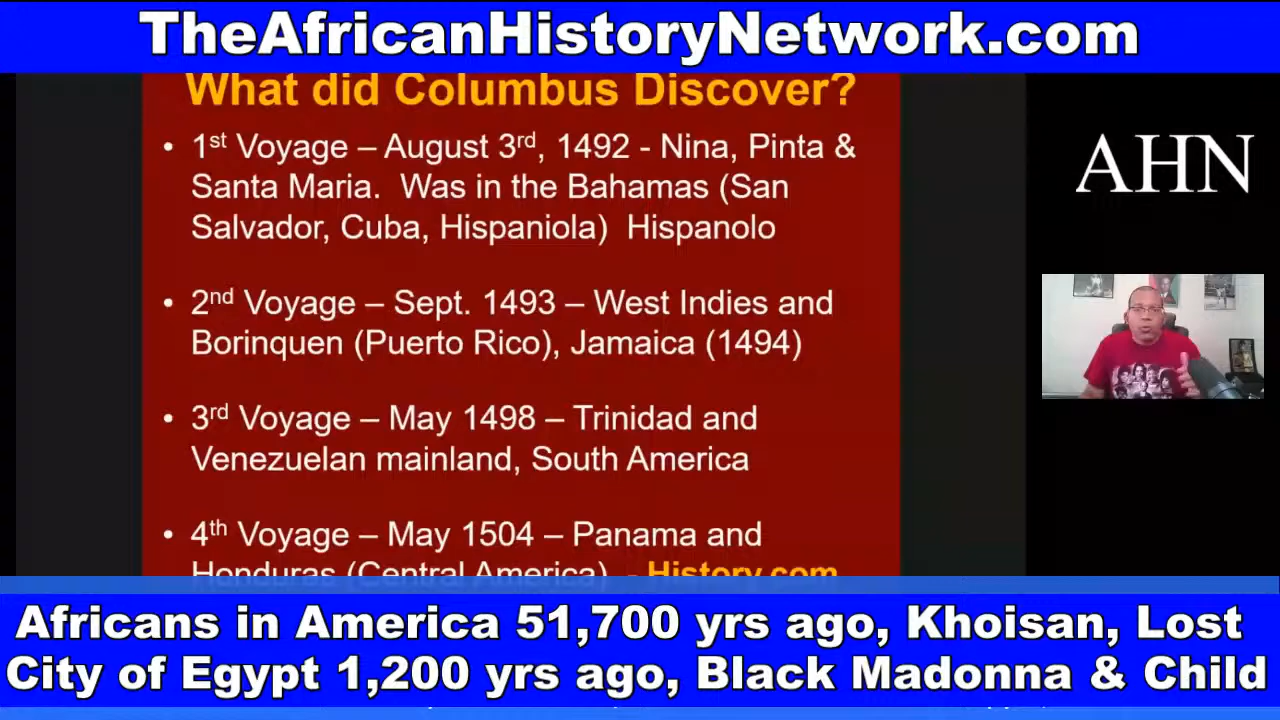 TheAfricanHistoryNetwork.com
What did Columbus Discover?
• 1st Voyage – August 3rd, 1492 - Nina, Pinta &
Santa Maria. Was in the Bahamas (San
Salvador, Cuba, Hispaniola) Hispanolo
• 2nd Voyage – Sept. 1493 – West Indies and
Borinquen (Puerto Rico), Jamaica (1494)
• 3rd Voyage – May 1498 – Trinidad and
Venezuelan mainland, South America
• 4th Voyage – May 1504 – Panama and
Honduras (Central America) - History.com
AHN
Africans in America 51,700 yrs ago, Khoisan, Lost
City of Egypt 1,200 yrs ago, Black Madonna & Child